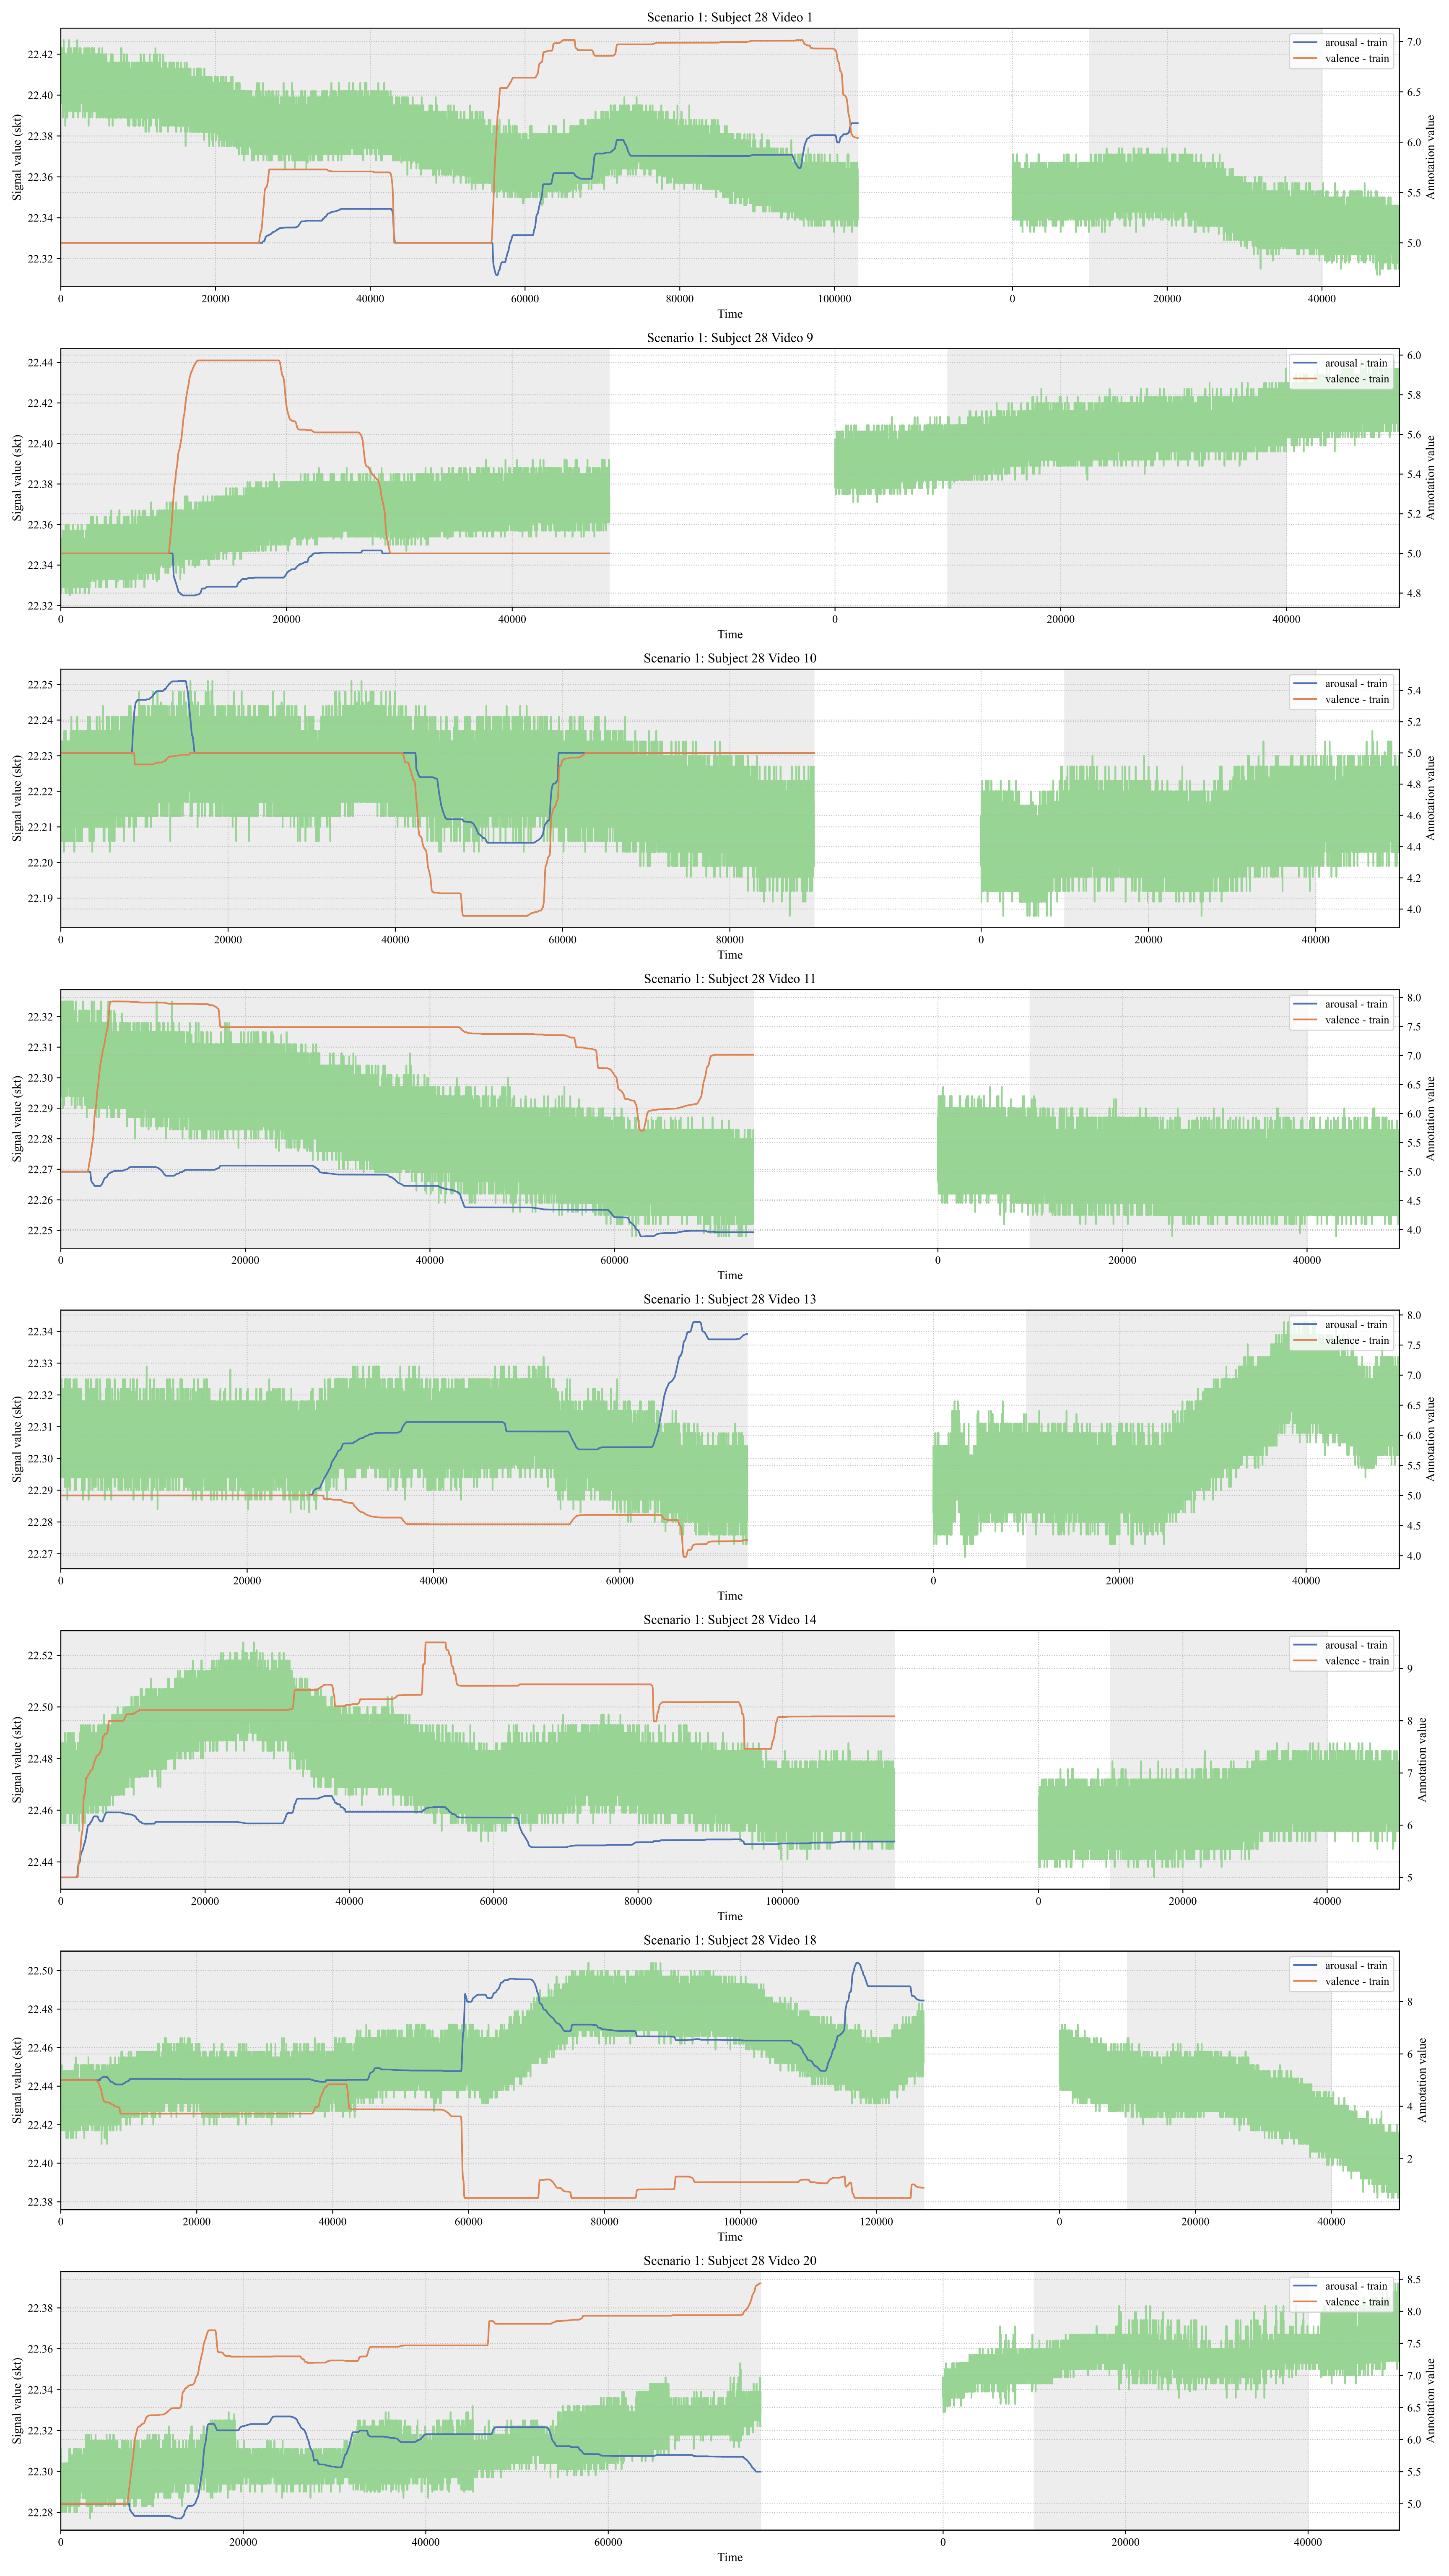 Scenario 1: Subject 28 Video 1
22.42
22.40
22.38
22.36
22.34
22.32
Signal value (skt)
7.0
6.5
6.0
5.5
5.0
Annotation value
arousal - train
valence - train
0 20000 40000 60000 80000 100000 0 20000 40000
Time
Scenario 1: Subject 28 Video 9
22.44
22.42
22.40
22.38
22.36
22.34
22.32
Signal value (skt)
6.0
5.8
5.6
5.4
5.2
5.0
4.8
Annotation value
arousal - train
valence - train
0 20000 40000 0 20000 40000
Time
Scenario 1: Subject 28 Video 10
22.25
22.24
22.23
22.22
22.21
22.20
22.19
Signal value (skt)
5.4
5.2
5.0
4.8
4.6
4.4
4.2
4.0
Annotation value
arousal - train
valence - train
0 20000 40000 60000 80000 0 20000 40000
Time
Scenario 1: Subject 28 Video 11
22.32
22.31
22.30
22.29
22.28
22.27
22.26
22.25
Signal value (skt)
8.0
7.5
7.0
6.5
6.0
5.5
5.0
4.5
4.0
Annotation value
arousal - train
valence - train
0 20000 40000 60000 0 20000 40000
Time
Scenario 1: Subject 28 Video 13
22.34
22.33
22.32
22.31
22.30
22.29
22.28
22.27
Signal value (skt)
8.0
7.5
7.0
6.5
6.0
5.5
5.0
4.5
4.0
Annotation value
arousal - train
valence - train
0 20000 40000 60000 0 20000 40000
Time
Scenario 1: Subject 28 Video 14
22.52
22.50
22.48
22.46
22.44
Signal value (skt)
9
8
7
6
5
Annotation value
arousal - train
valence - train
0 20000 40000 60000 80000 100000 0 20000 40000
Time
Scenario 1: Subject 28 Video 18
22.50
22.48
22.46
22.44
22.42
22.40
22.38
Signal value (skt)
8
6
4
2
Annotation value
arousal - train
valence - train
0 20000 40000 60000 80000 100000 120000 0 20000 40000
Time
Scenario 1: Subject 28 Video 20
22.38
22.36
22.34
22.32
22.30
22.28
Signal value (skt)
8.5
8.0
7.5
7.0
6.5
6.0
5.5
5.0
Annotation value
arousal - train
valence - train
0 20000 40000 60000 0 20000 40000
Time